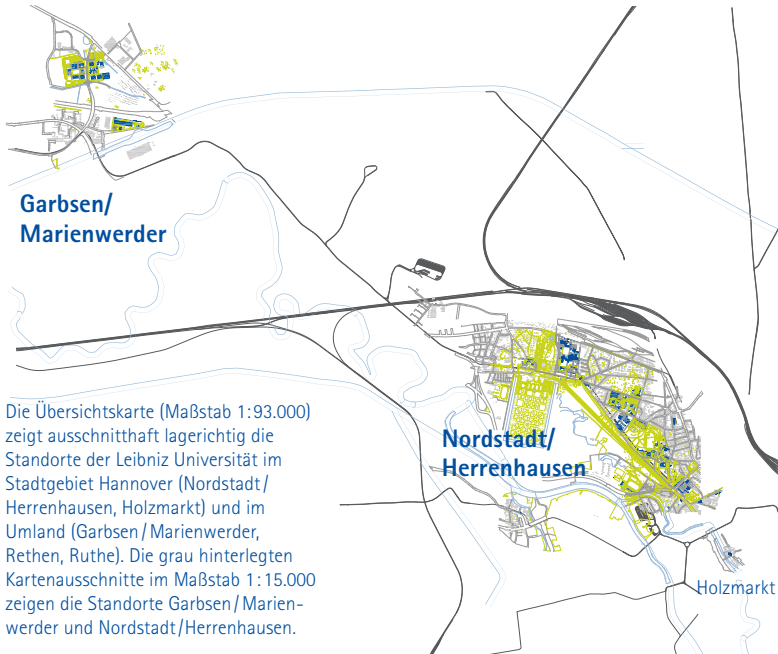 Garbsen/
Marienwerder
Die Übersichtskarte (Maßstab 1:93.000)
zeigt ausschnitthaft lagerichtig die
Standorte der Leibniz Universität im
Stadtgebiet Hannover (Nordstadt/
Herrenhausen, Holzmarkt) und im
Umland (Garbsen/Marienwerder,
Rethen, Ruthe). Die grau hinterlegten
Kartenausschnitte im Maßstab 1:15.000
zeigen die Standorte Garbsen/Marien-
werder und Nordstadt/Herrenhausen.
Nordstadt/
Herrenhausen
Holzmarkt